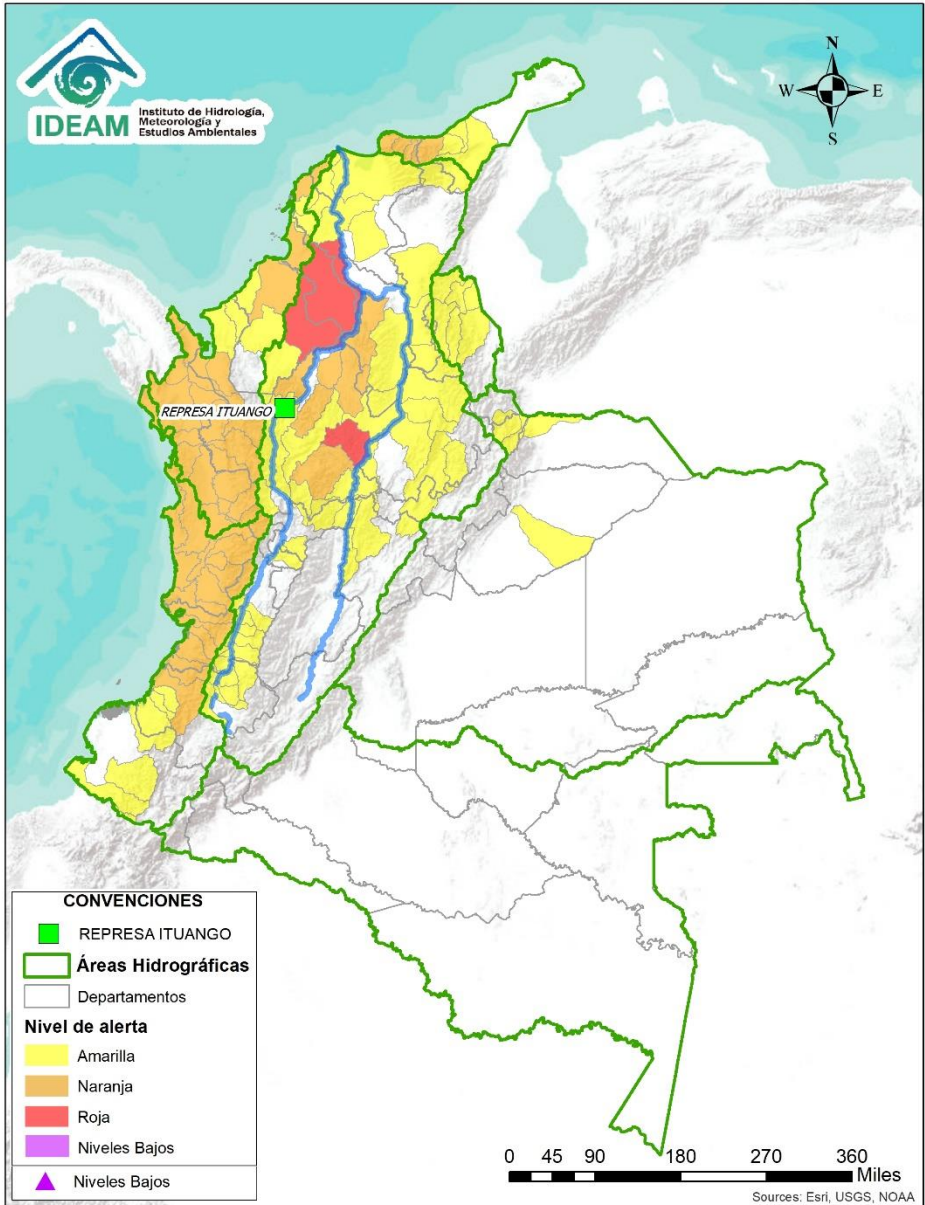 IDEAM
Instituto de Hidrología,
Meteorología y
Estudios Ambientales
N
W E
S
REPRESA ITUANGO
CONVENCIONES
REPRESA ITUANGO
Áreas Hidrográficas
Departamentos
Nivel de alerta
Amarilla
Naranja
Roja
Niveles Bajos
Niveles Bajos
0 45 90 180 270 360
Miles
Sources: Esri, USGS, NOAA